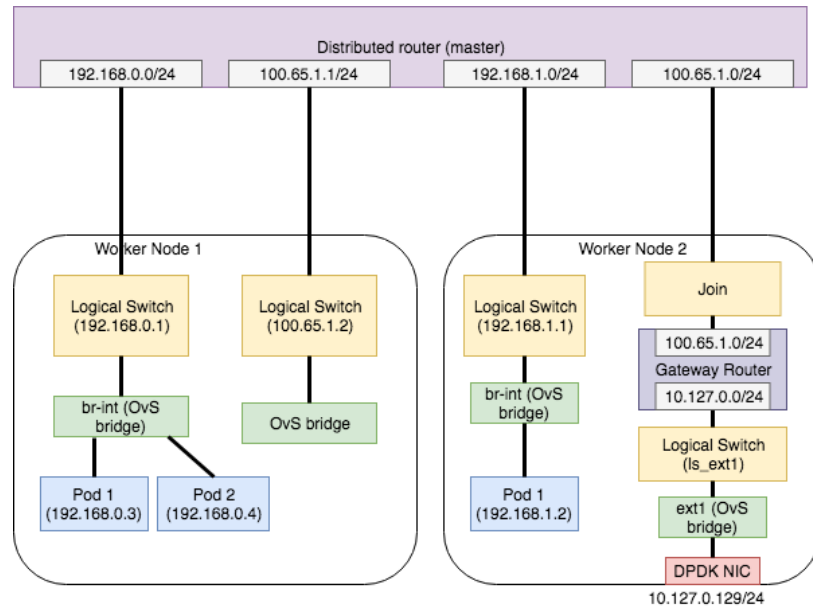 Distributed router (master)
192.168.0.0/24
100.65.1.1/24
192.168.1.0/24
100.65.1.0/24
Worker Node 1
Logical Switch
(192.168.0.1)
Logical Switch
(100.65.1.2)
br-int (OvS
bridge)
OvS bridge
Pod 1
(192.168.0.3)
Pod 2
(192.168.0.4)
Worker Node 2
Logical Switch
(192.168.1.1)
Join
100.65.1.0/24
Gateway Router
10.127.0.0/24
br-int (OvS
bridge)
Logical Switch
(ls_ext1)
Pod 1
(192.168.1.2)
ext1 (OvS
bridge)
DPDK NIC
10.127.0.129/24